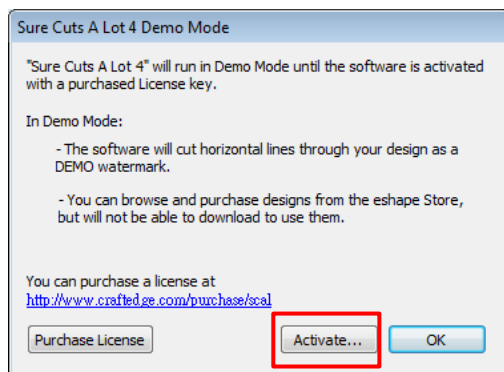 Sure Cuts A Lot 4 Demo Mode
"Sure Cuts A Lot 4" will run in Demo Mode until the software is activated
with a purchased License key.
In Demo Mode:
- The software will cut horizontal lines through your design as a
DEMO watermark.
- You can browse and purchase designs from the eshape Store,
but will not be able to download to use them.
You can purchase a license at
http://www.craftedge.com/purchase/scal
Purchase License Activate... OK